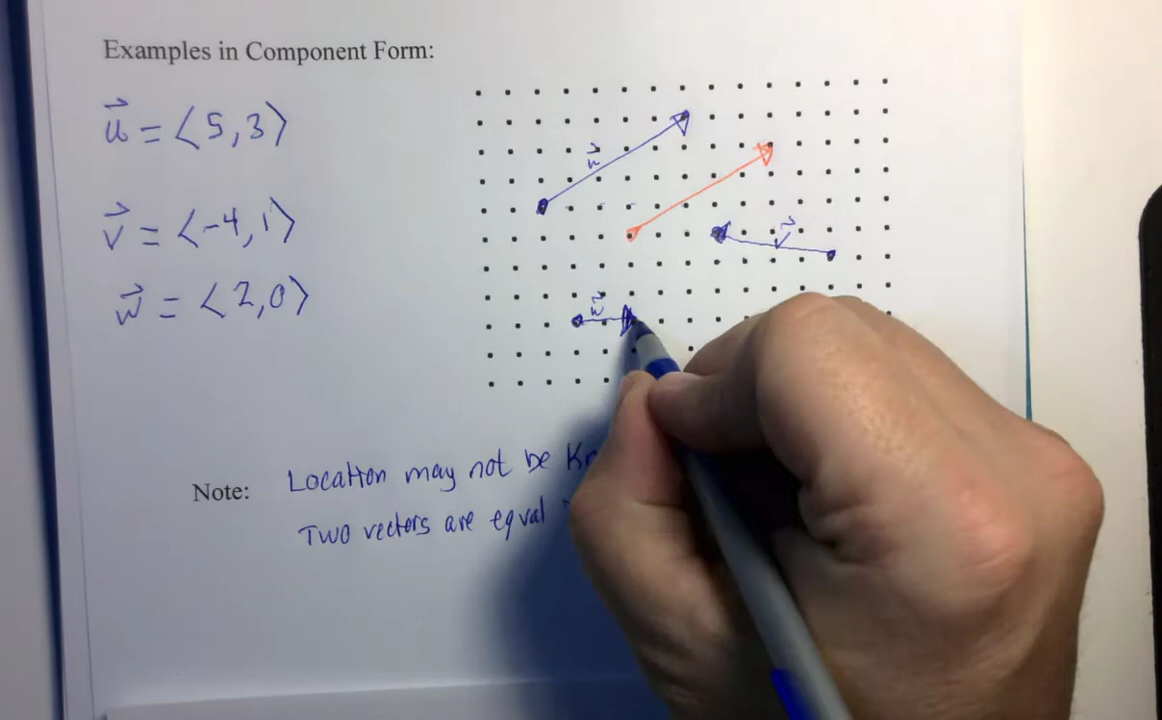 Examples in Component Form:
u⃗ = ⟨5,3⟩
v⃗ = ⟨-4,1⟩
w⃗ = ⟨2,0⟩
u⃗
v⃗
w⃗
Note: Location may not be
Two vectors are equal